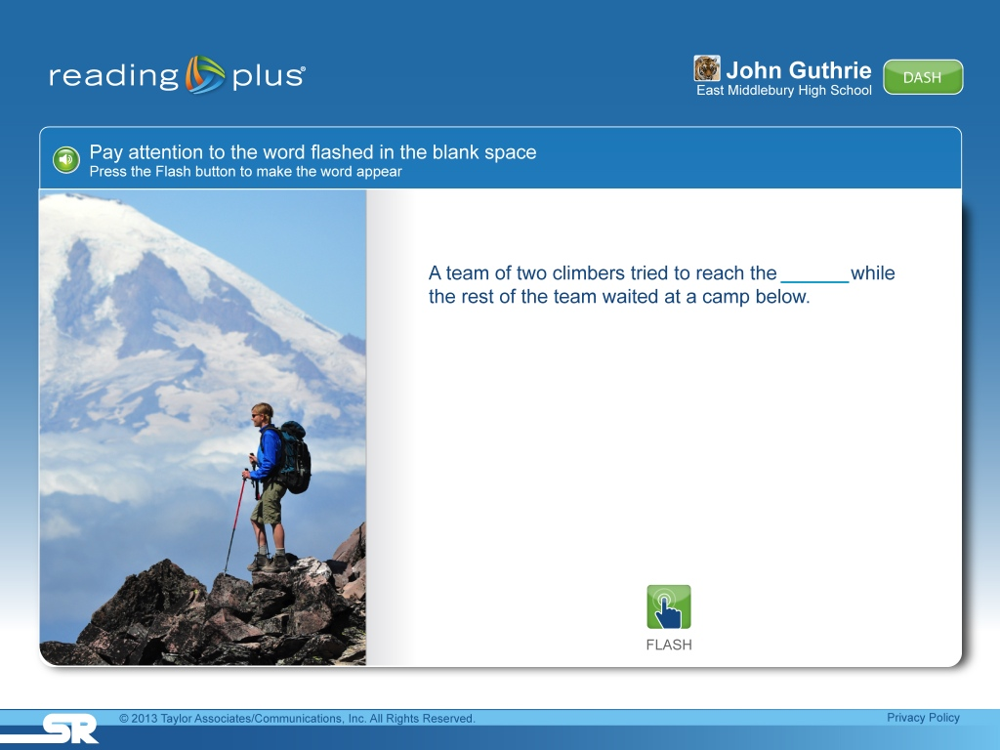 reading plus®
John Guthrie
East Middlebury High School
DASH
Pay attention to the word flashed in the blank space
Press the Flash button to make the word appear
A team of two climbers tried to reach the _______ while
the rest of the team waited at a camp below.
FLASH
SR
© 2013 Taylor Associates/Communications, Inc. All Rights Reserved.
Privacy Policy